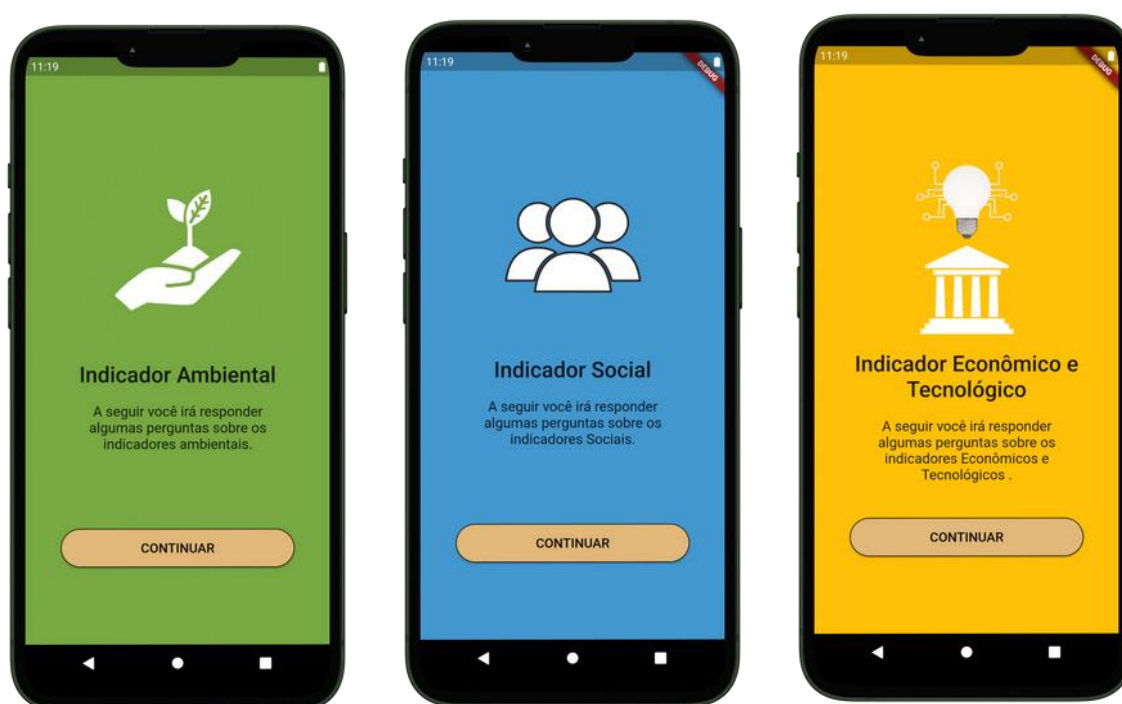 11:19
Indicador Ambiental
A seguir você irá responder
algumas perguntas sobre os
indicadores ambientais.
CONTINUAR
11:19
DEBUG
Indicador Social
A seguir você irá responder
algumas perguntas sobre os
indicadores Sociais.
CONTINUAR
11:19
DEBUG
Indicador Econômico e
Tecnológico
A seguir você irá responder
algumas perguntas sobre os
indicadores Econômicos e
Tecnológicos .
CONTINUAR